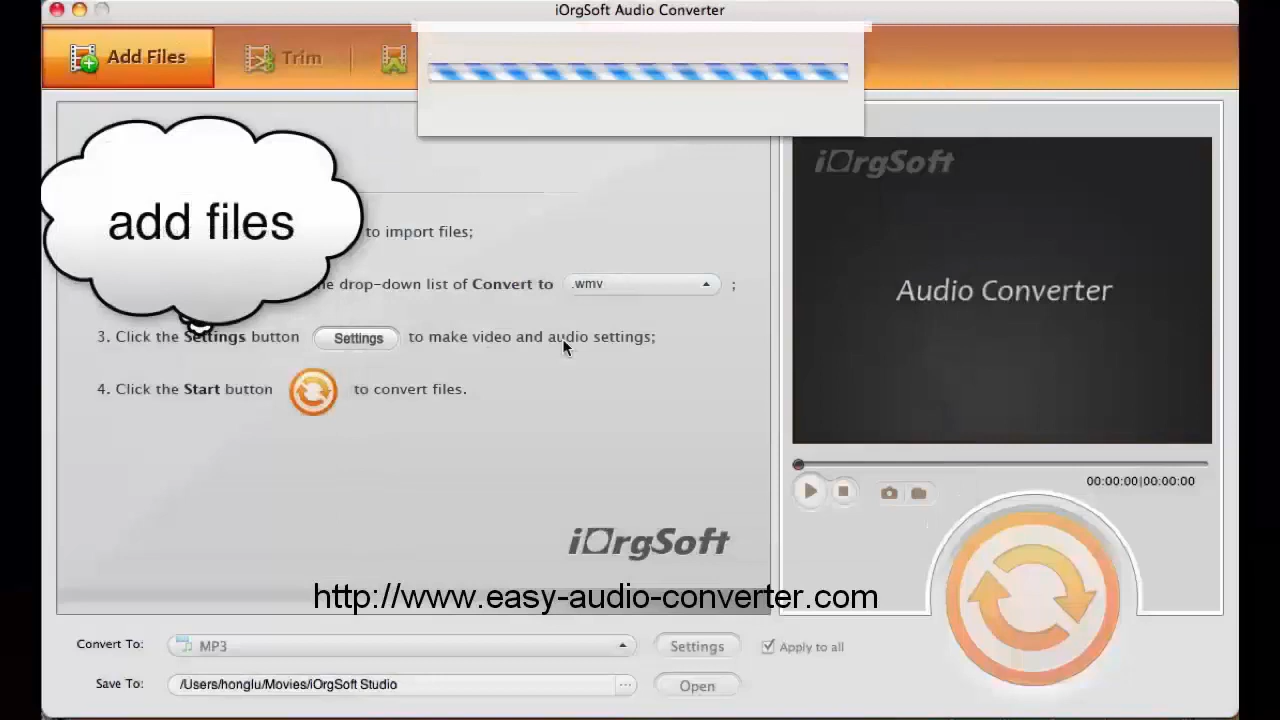 iOrgSoft Audio Converter
Add Files
Trim
iOrgSoft
add files
to import files;
drop-down list of Convert to .wmv ;
Audio Converter
3. Click the Settings button Settings to make video and audio settings;
4. Click the Start button to convert files.
00:00:00|00:00:00
iOrgSoft
http://www.easy-audio-converter.com
Convert To: MP3 Settings Apply to all
Save To: /Users/honglu/Movies/iOrgSoft Studio ... Open